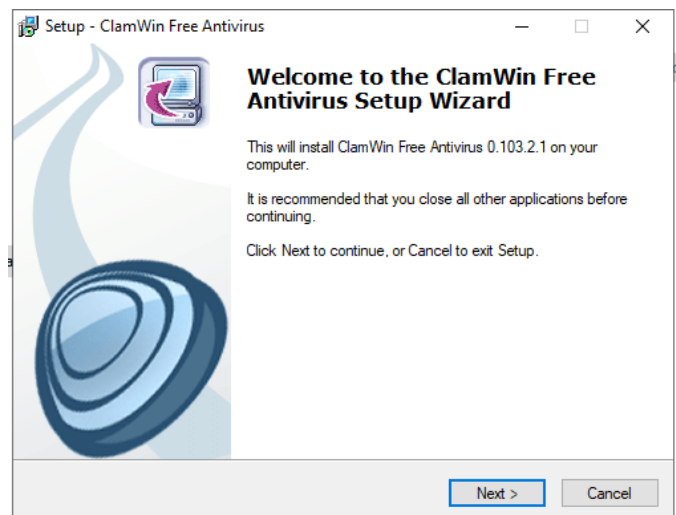 Setup - ClamWin Free Antivirus
Welcome to the ClamWin Free
Antivirus Setup Wizard
This will install ClamWin Free Antivirus 0.103.2.1 on your
computer.
It is recommended that you close all other applications before
continuing.
Click Next to continue, or Cancel to exit Setup.
Next >
Cancel